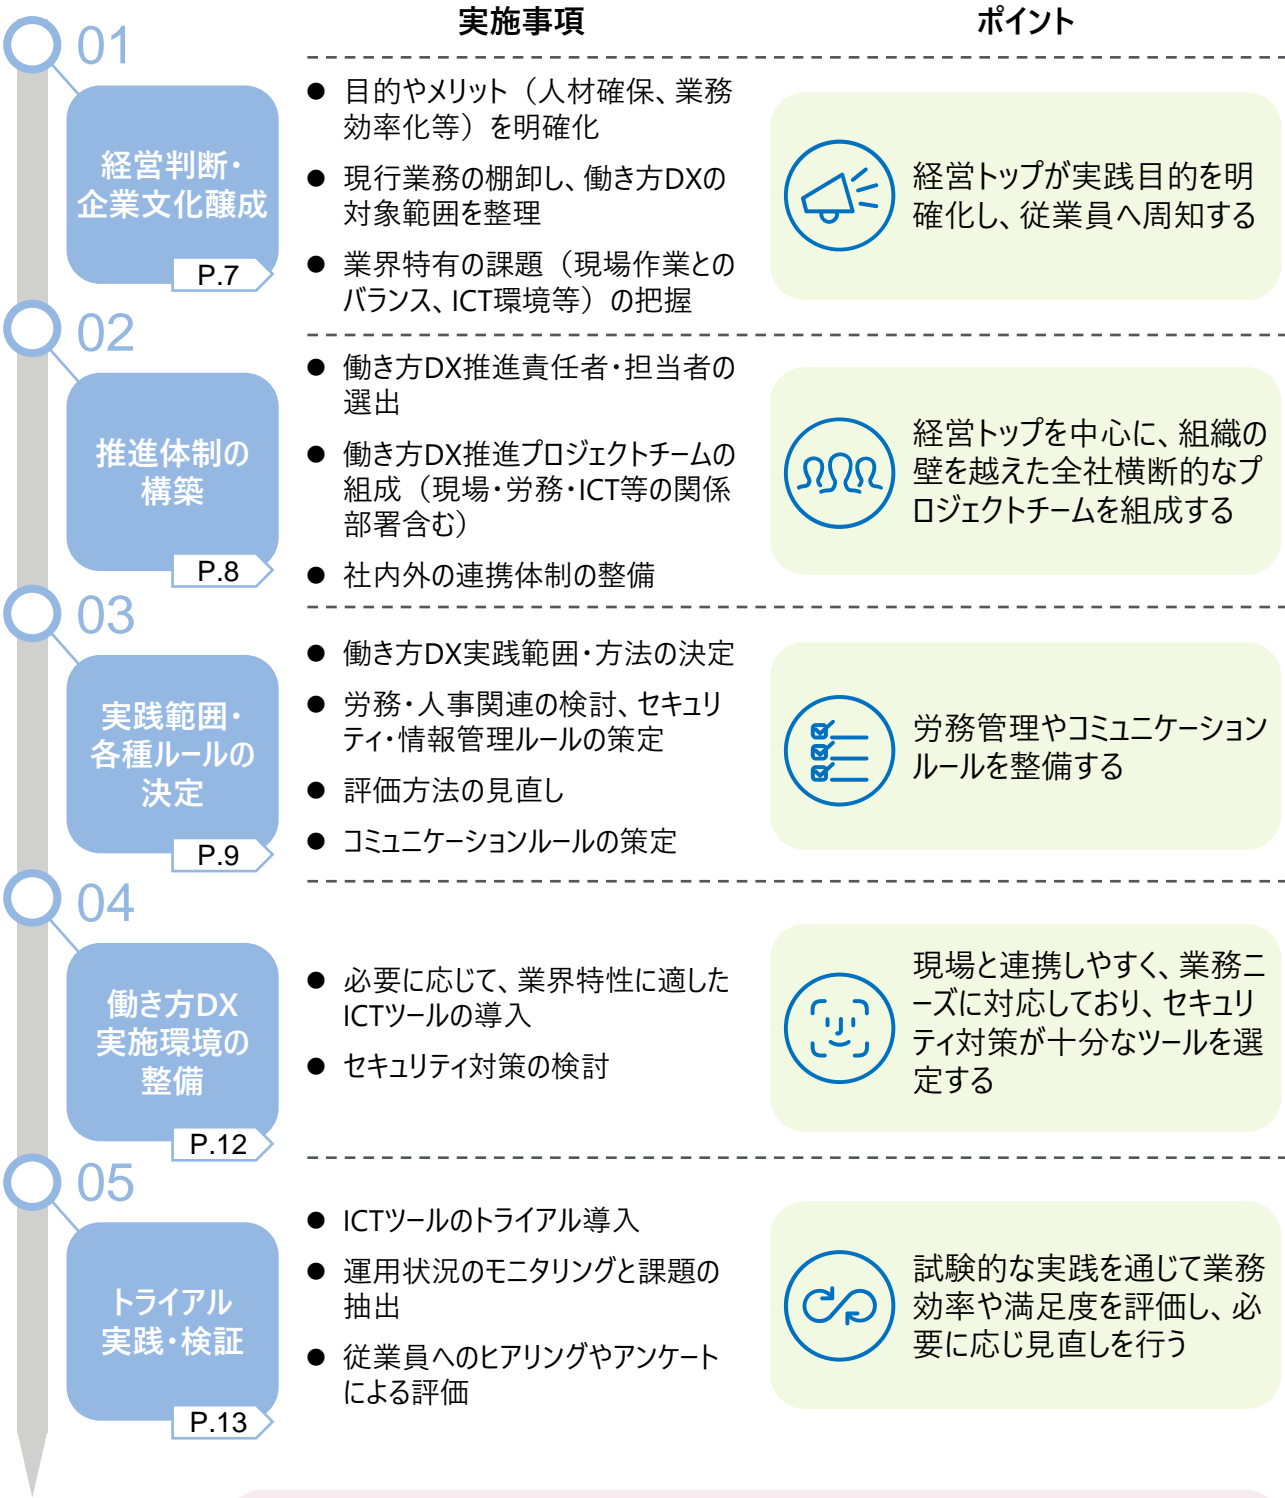 実施事項
ポイント
01
経営判断・
企業文化醸成
P.7
● 目的やメリット（人材確保、業務
効率化等）を明確化
● 現行業務の棚卸し、働き方DXの
対象範囲を整理
● 業界特有の課題（現場作業との
バランス、ICT環境等）の把握
経営トップが実践目的を明
確化し、従業員へ周知する
02
推進体制の
構築
P.8
● 働き方DX推進責任者・担当者の
選出
● 働き方DX推進プロジェクトチームの
組成（現場・労務・ICT等の関係
部署含む）
● 社内外の連携体制の整備
経営トップを中心に、組織の
壁を越えた全社横断的なプ
ロジェクトチームを組成する
03
実践範囲・
各種ルールの
決定
P.9
● 働き方DX実践範囲・方法の決定
● 労務・人事関連の検討、セキュリ
ティ・情報管理ルールの策定
● 評価方法の見直し
● コミュニケーションルールの策定
労務管理やコミュニケーション
ルールを整備する
04
働き方DX
実施環境の
整備
P.12
● 必要に応じて、業界特性に適した
ICTツールの導入
● セキュリティ対策の検討
現場と連携しやすく、業務ニ
ーズに対応しており、セキュリ
ティ対策が十分なツールを選
定する
05
トライアル
実践・検証
P.13
● ICTツールのトライアル導入
● 運用状況のモニタリングと課題の
抽出
● 従業員へのヒアリングやアンケート
による評価
試験的な実践を通じて業務
効率や満足度を評価し、必
要に応じ見直しを行う